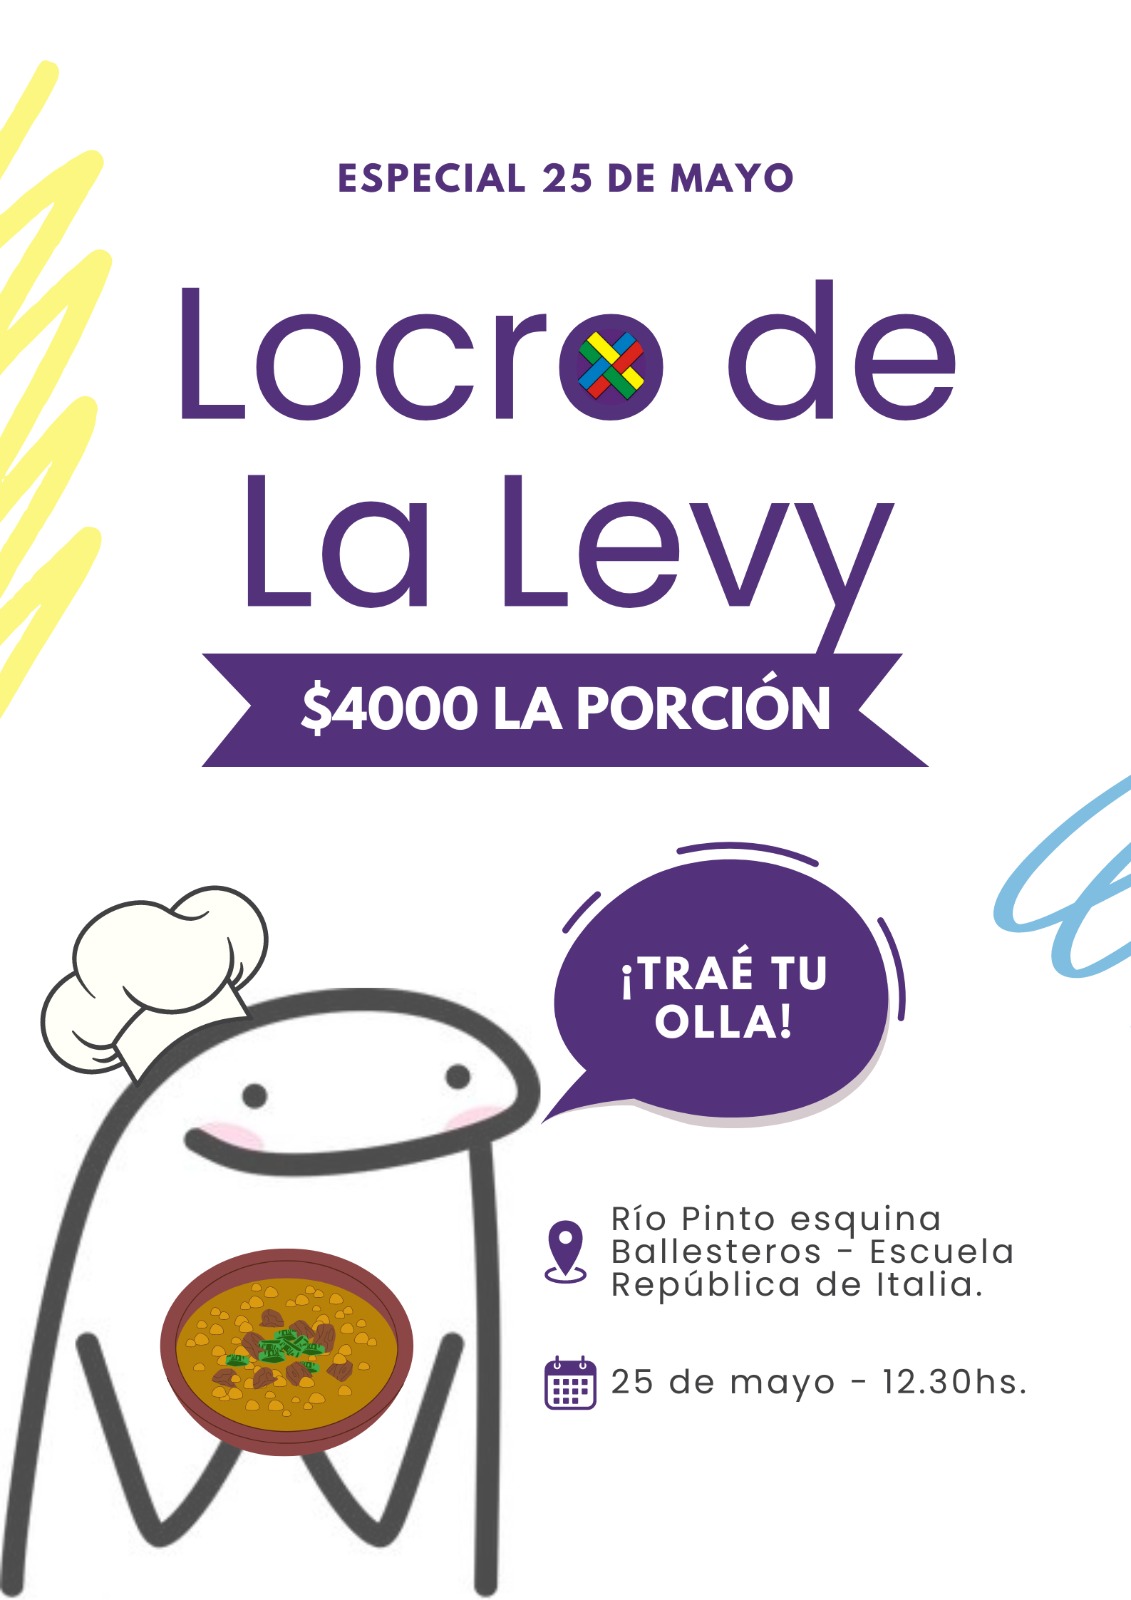 ESPECIAL 25 DE MAYO
Locro de
La Levy
$4000 LA PORCIÓN
¡TRAÉ TU
OLLA!
Río Pinto esquina
Ballesteros - Escuela
República de Italia.
25 de mayo - 12.30hs.